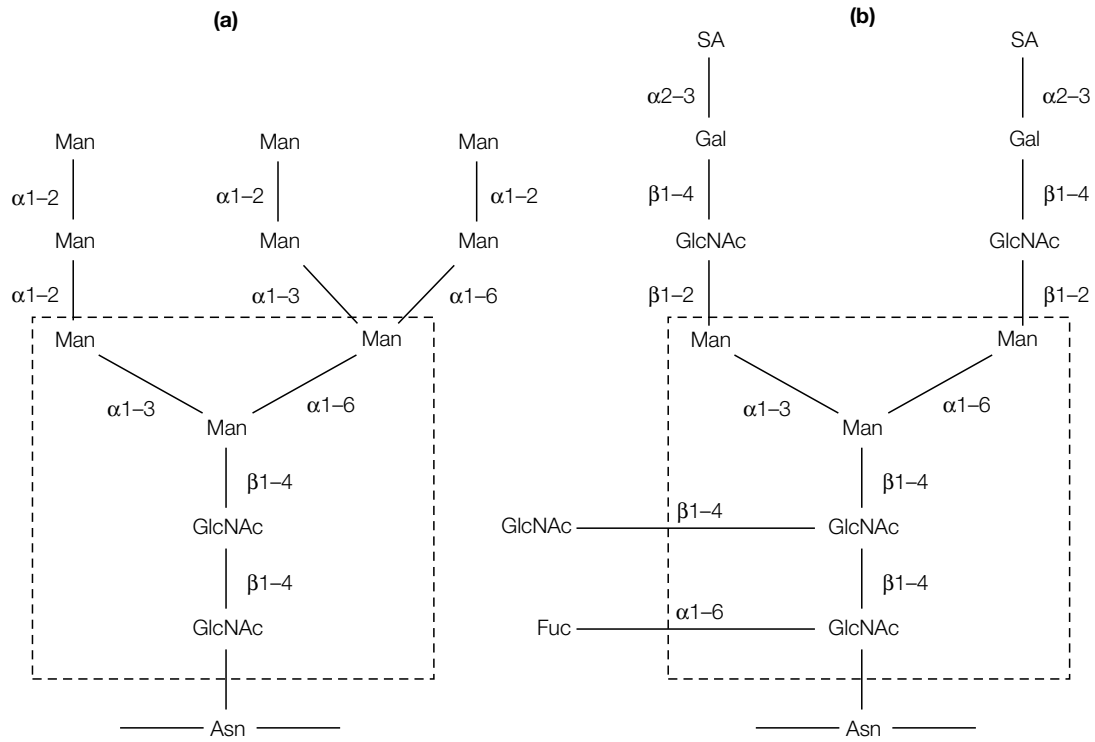 (a) (b)
SA SA
α2–3 α2–3
Man Man Man Gal Gal
α1–2 α1–2 α1–2 β1–4 β1–4
Man Man Man GlcNAc GlcNAc
α1–2 α1–3 α1–6 β1–2 β1–2
Man Man Man Man
α1–3 α1–6 α1–3 α1–6
Man Man
β1–4 β1–4
GlcNAc GlcNAc β1–4 GlcNAc
β1–4 β1–4
GlcNAc Fuc α1–6 GlcNAc
Asn Asn